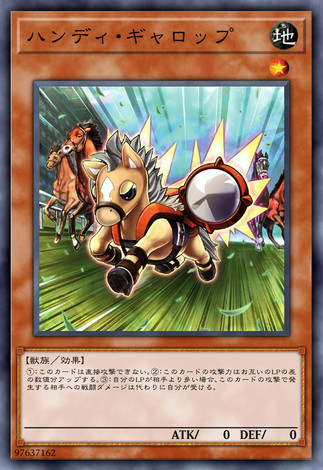 ハンディ・ギャロップ
地
【獣族／効果】
①:このカードは直接攻撃できない。②:このカードの攻撃力はお互いのLPの差
の数値分アップする。③:自分のLPが相手より多い場合、このカードの攻撃で発
生する相手への戦闘ダメージは代わりに自分が受ける。
ATK/ 0 DEF/ 0
97637162